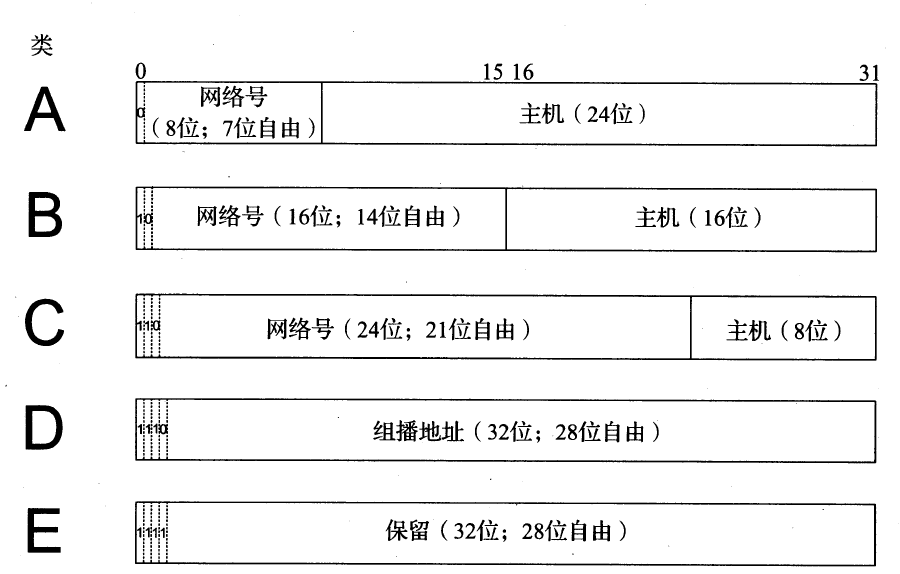 类
0 15 16 31
A 0 网络号 主机（24位）
（8位；7位自由）
B 10 网络号（16位；14位自由） 主机（16位）
C 110 网络号（24位；21位自由） 主机（8位）
D 1110 组播地址（32位；28位自由）
E 1111 保留（32位；28位自由）